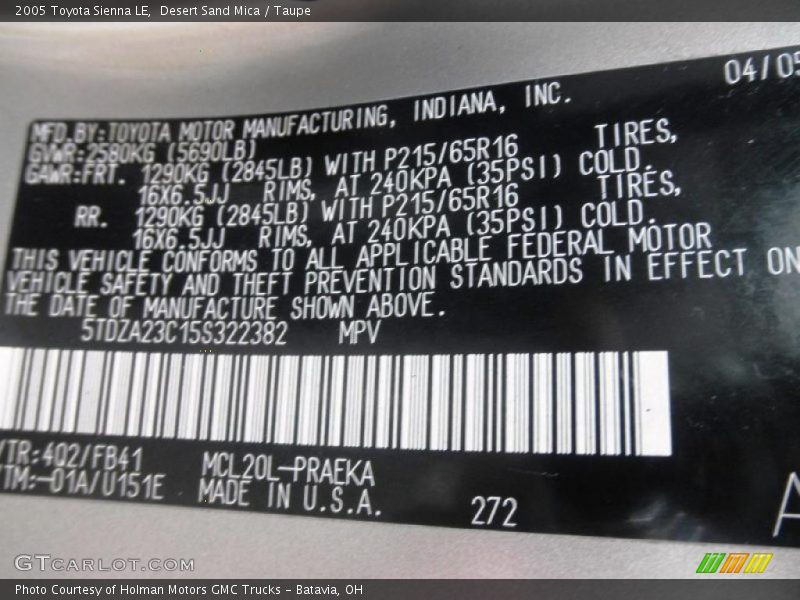 2005 Toyota Sienna LE, Desert Sand Mica / Taupe
04/05
MFD.BY:TOYOTA MOTOR MANUFACTURING, INDIANA, INC.
GVWR:2580KG (5690LB)
GAWR:FRT. 1290KG (2845LB) WITH P215/65R16 TIRES,
16X6.5JJ RIMS, AT 240KPA (35PSI) COLD.
RR. 1290KG (2845LB) WITH P215/65R16 TIRES,
16X6.5JJ RIMS, AT 240KPA (35PSI) COLD.
THIS VEHICLE CONFORMS TO ALL APPLICABLE FEDERAL MOTOR
VEHICLE SAFETY AND THEFT PREVENTION STANDARDS IN EFFECT ON
THE DATE OF MANUFACTURE SHOWN ABOVE.
5TDZA23C15S322382 MPV
/TR:402/FB41 MCL20L-PRAEKA
/TM:-01A/U151E MADE IN U.S.A. 272
A
GTCARLOT.COM
Photo Courtesy of Holman Motors GMC Trucks - Batavia, OH